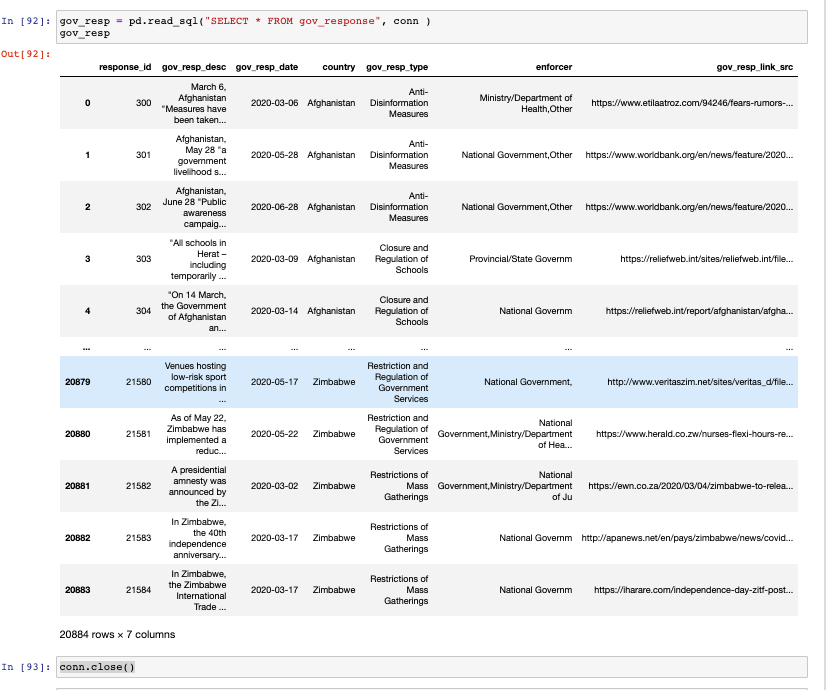 In [92]: gov_resp = pd.read_sql("SELECT * FROM gov_response", conn )
gov_resp
Out[92]:
response_id gov_resp_desc gov_resp_date country gov_resp_type enforcer gov_resp_link_src
March 6,
Afghanistan
"Measures have
been taken...
0 300 2020-03-06 Afghanistan
Anti-
Disinformation
Measures
Ministry/Department of
Health,Other
https://www.etilaatroz.com/94246/fears-rumors-...
Afghanistan,
May 28 "a
government
livelihood s...
1 301 2020-05-28 Afghanistan
Anti-
Disinformation
Measures
National Government,Other https://www.worldbank.org/en/news/feature/2020...
Afghanistan,
June 28 "Public
awareness
campaig...
2 302 2020-06-28 Afghanistan
Anti-
Disinformation
Measures
National Government,Other https://www.worldbank.org/en/news/feature/2020...
"All schools in
Herat –
including
temporarily ...
3 303 2020-03-09 Afghanistan
Closure and
Regulation of
Schools
Provincial/State Governm https://reliefweb.int/sites/reliefweb.int/file...
"On 14 March,
the Government
of Afghanistan
an...
4 304 2020-03-14 Afghanistan
Closure and
Regulation of
Schools
National Governm https://reliefweb.int/report/afghanistan/afgha...
... ... ... ... ... ... ... ...
Venues hosting
low-risk sport
competitions in
...
20879 21580 2020-05-17 Zimbabwe
Restriction and
Regulation of
Government
Services
National Government, http://www.veritaszim.net/sites/veritas_d/file...
As of May 22,
Zimbabwe has
implemented a
reduc...
20880 21581 2020-05-22 Zimbabwe
Restriction and
Regulation of
Government
Services
National
Government,Ministry/Department
of Hea...
https://www.herald.co.zw/nurses-flexi-hours-re...
A presidential
amnesty was
announced by
the Zi...
20881 21582 2020-03-02 Zimbabwe
Restrictions of
Mass
Gatherings
National
Government,Ministry/Department
of Ju
https://ewn.co.za/2020/03/04/zimbabwe-to-relea...
In Zimbabwe,
the 40th
independence
anniversary...
20882 21583 2020-03-17 Zimbabwe
Restrictions of
Mass
Gatherings
National Governm http://apanews.net/en/pays/zimbabwe/news/covid...
In Zimbabwe,
the Zimbabwe
International
Trade ...
20883 21584 2020-03-17 Zimbabwe
Restrictions of
Mass
Gatherings
National Governm https://iharare.com/independence-day-zitf-post...
20884 rows × 7 columns
In [93]: conn.close()